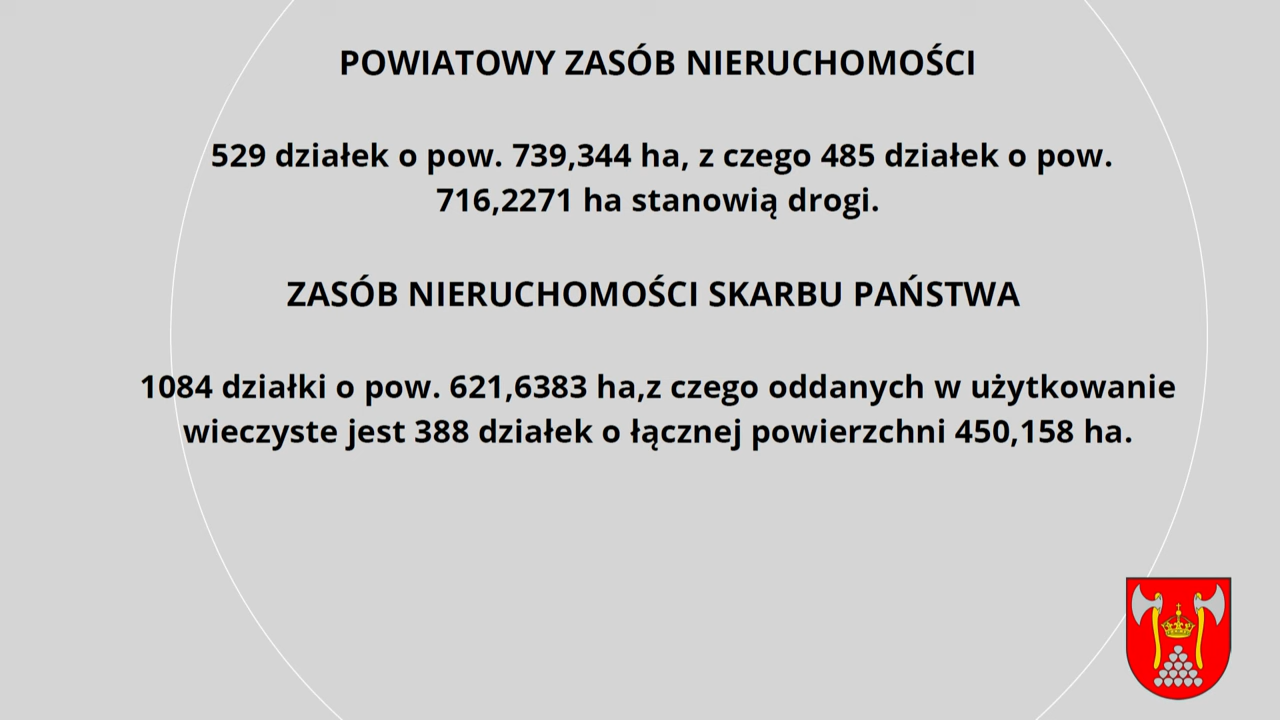 POWIATOWY ZASÓB NIERUCHOMOŚCI
529 działek o pow. 739,344 ha, z czego 485 działek o pow.
716,2271 ha stanowią drogi.
ZASÓB NIERUCHOMOŚCI SKARBU PAŃSTWA
1084 działki o pow. 621,6383 ha,z czego oddanych w użytkowanie
wieczyste jest 388 działek o łącznej powierzchni 450,158 ha.